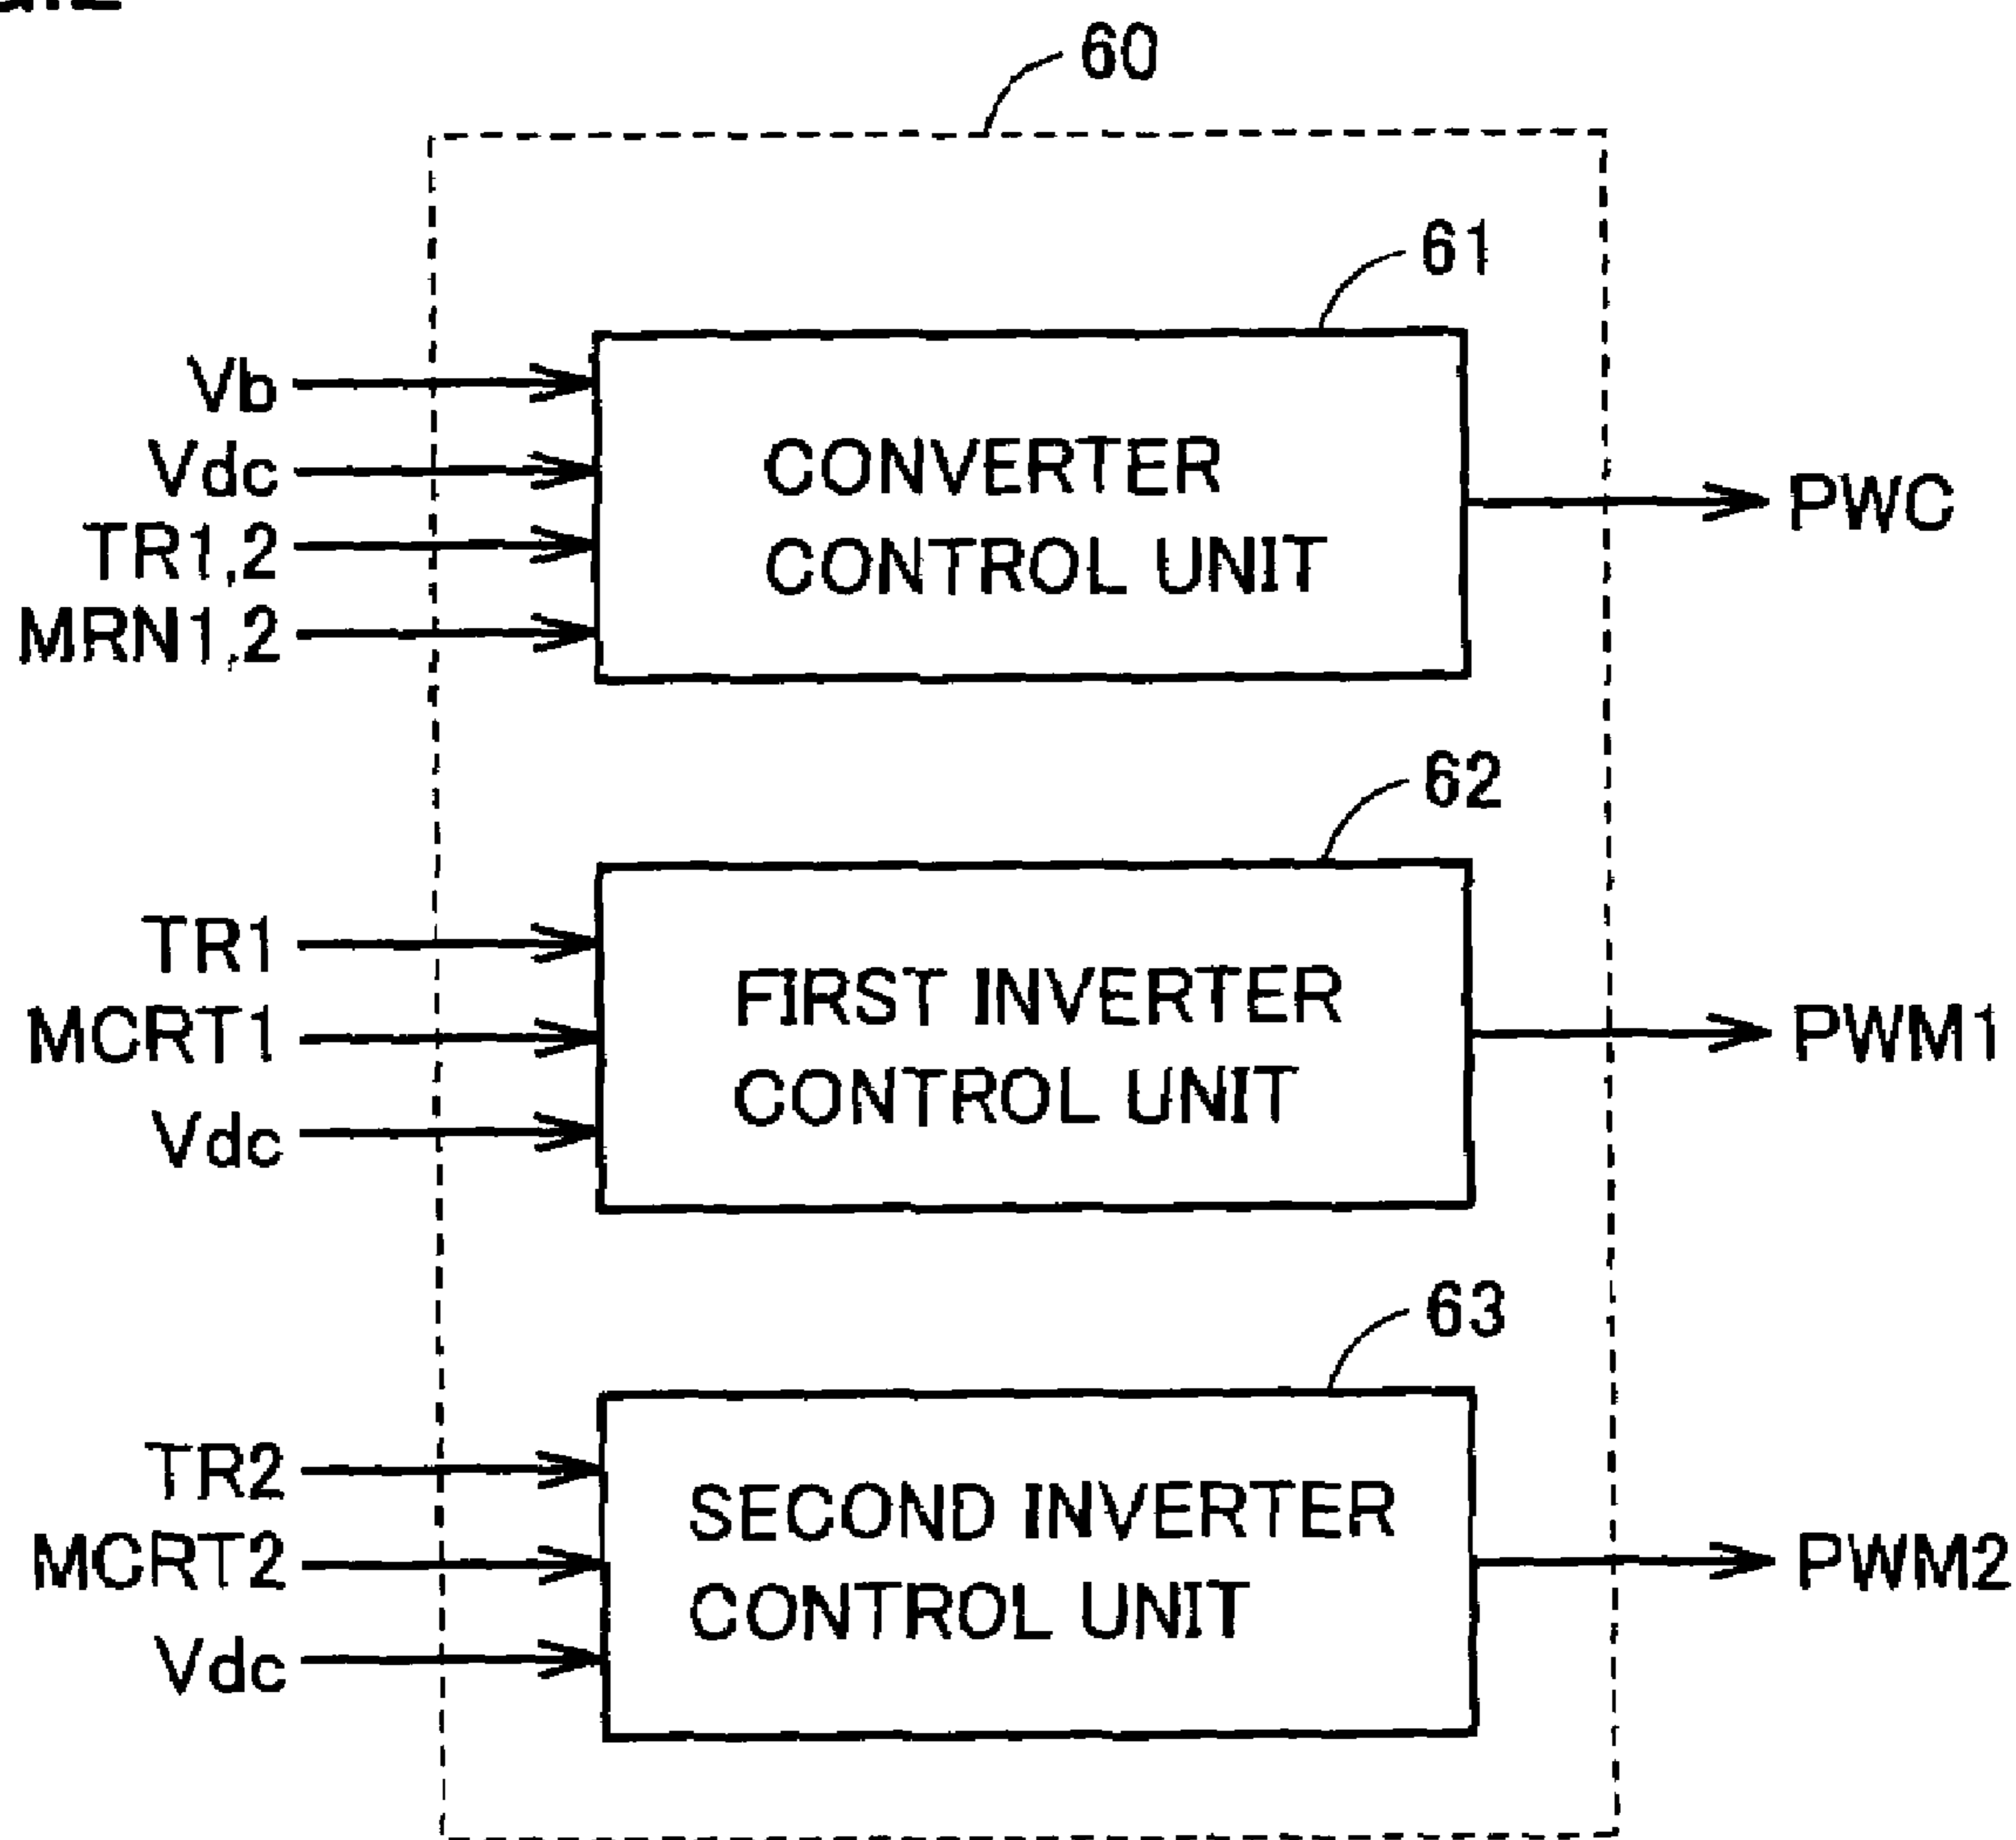 60
61
Vb
Vdc
TR1,2
MRN1,2
CONVERTER
CONTROL UNIT
PWC
62
TR1
MCRT1
Vdc
FIRST INVERTER
CONTROL UNIT
PWM1
63
TR2
MCRT2
Vdc
SECOND INVERTER
CONTROL UNIT
PWM2